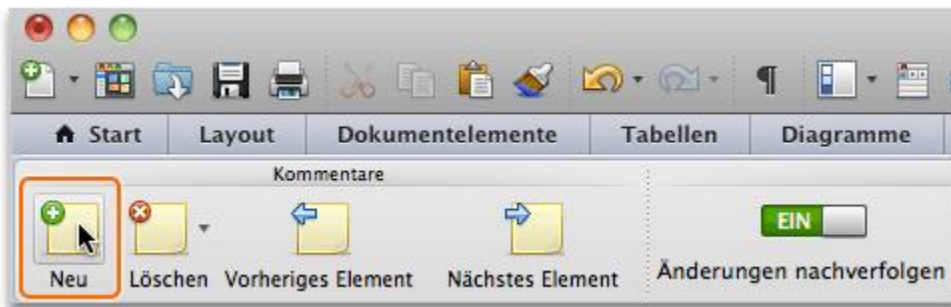 Start Layout Dokumentelemente Tabellen Diagramme
Kommentare
EIN
Neu Löschen Vorheriges Element Nächstes Element Änderungen nachverfolgen